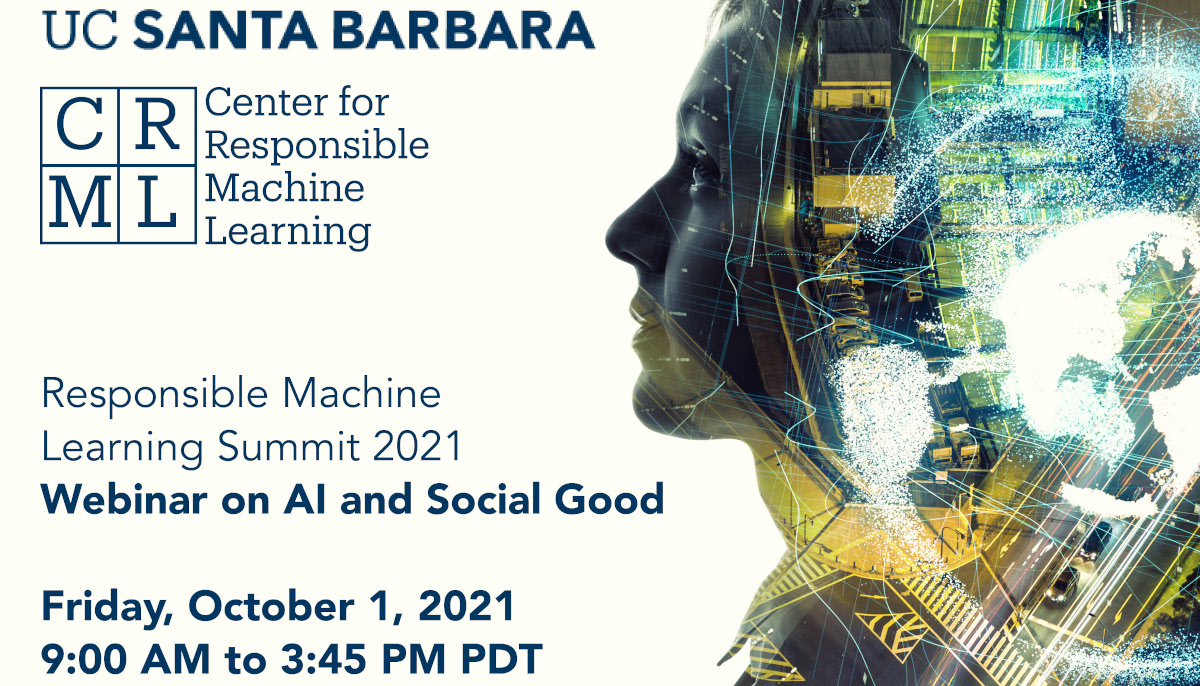 UC SANTA BARBARA
C R
M L
Center for
Responsible
Machine
Learning
Responsible Machine
Learning Summit 2021
Webinar on AI and Social Good
Friday, October 1, 2021
9:00 AM to 3:45 PM PDT